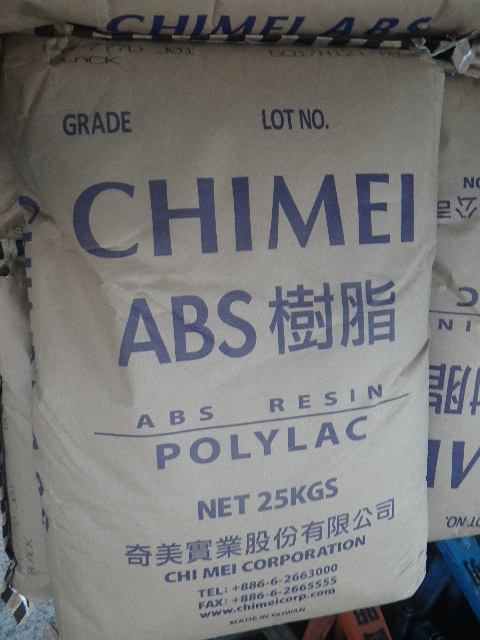 CHIMEI ABS
BLACK
GRADE LOT NO.
CHIMEI
ABS 樹脂
ABS RESIN
POLYLAC
NET 25KGS
奇美實業股份有限公司
CHI MEI CORPORATION
TEL: +886-6-2663000
FAX: +886-6-2665555
www.chimeicorp.com
MADE IN TAIWAN
BLACK